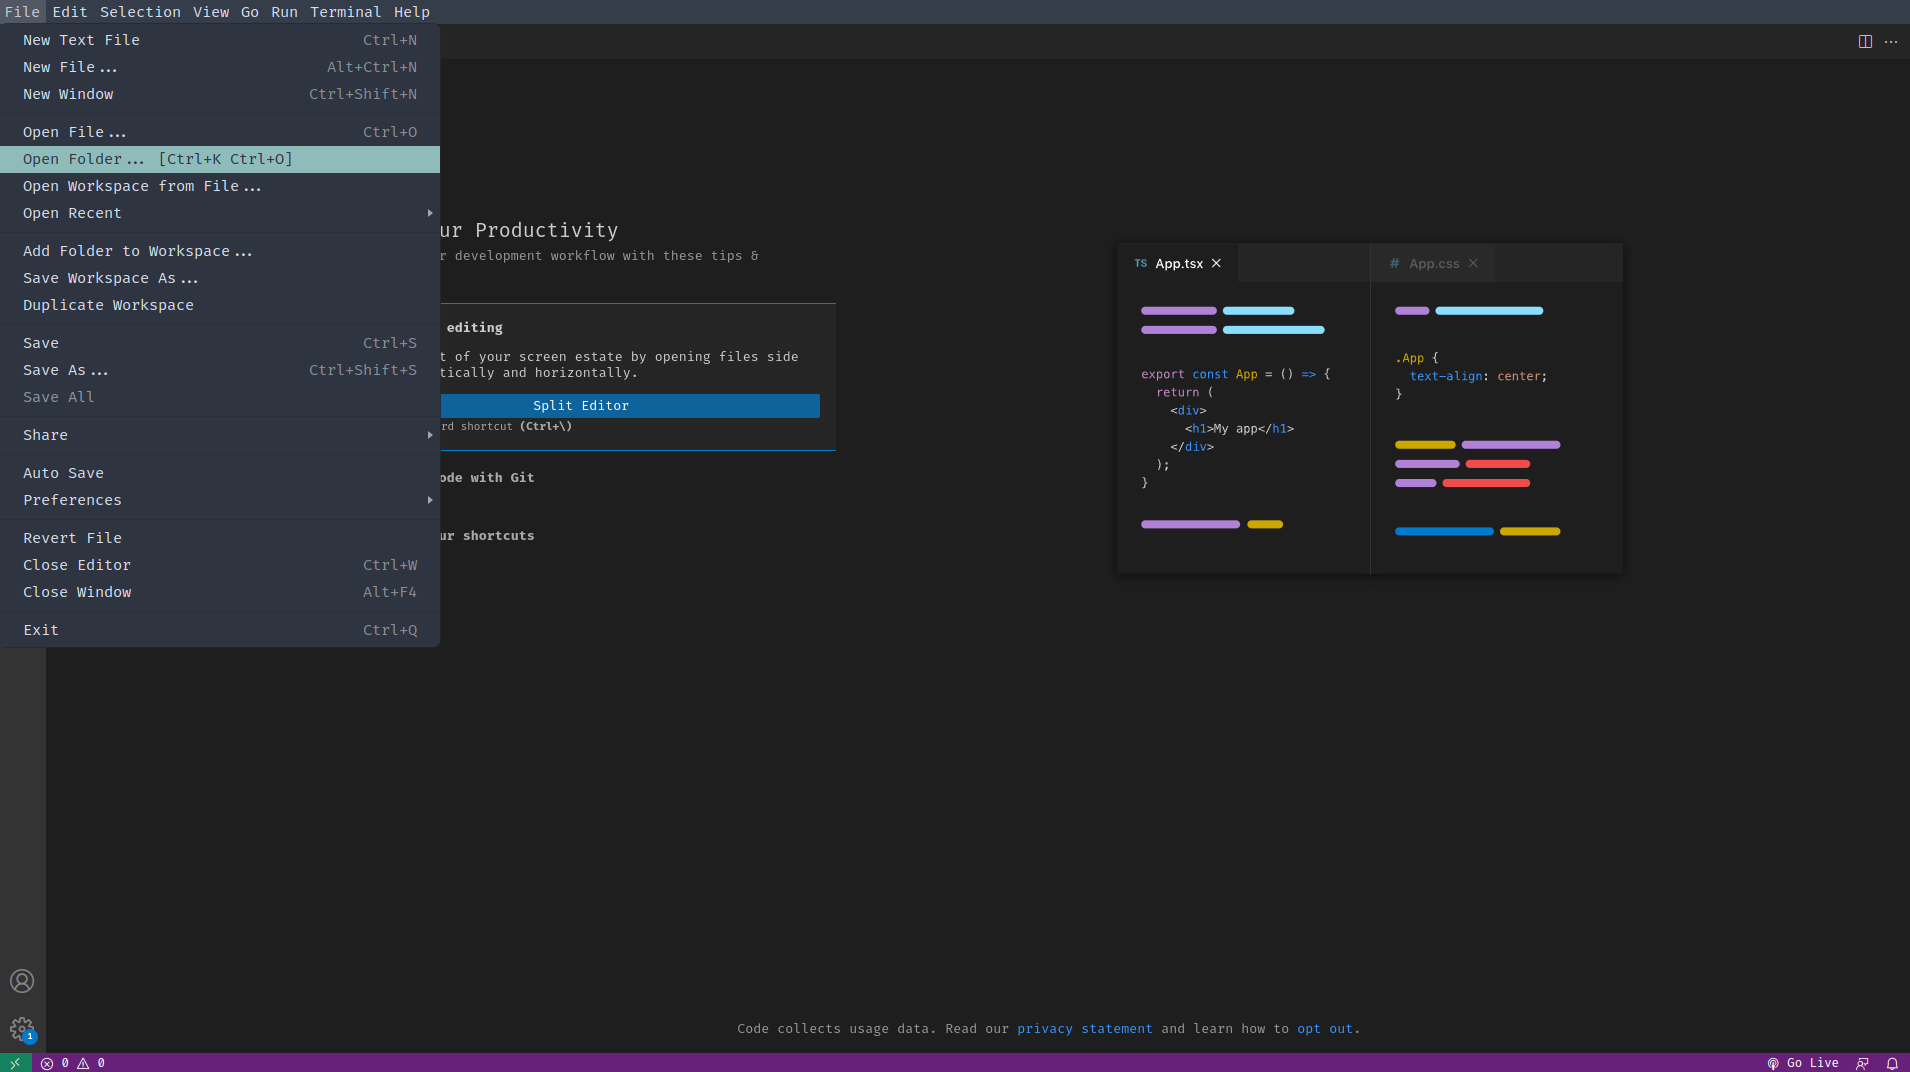 File Edit Selection View Go Run Terminal Help
New Text File Ctrl+N
New File... Alt+Ctrl+N
New Window Ctrl+Shift+N
Open File... Ctrl+O
Open Folder... [Ctrl+K Ctrl+O]
Open Workspace from File...
Open Recent
Add Folder to Workspace...
Save Workspace As...
Duplicate Workspace
Save Ctrl+S
Save As... Ctrl+Shift+S
Save All
Share
Auto Save
Preferences
Revert File
Close Editor Ctrl+W
Close Window Alt+F4
Exit Ctrl+Q
ur Productivity
r development workflow with these tips &
editing
t of your screen estate by opening files side
tically and horizontally.
Split Editor
rd shortcut (Ctrl+\)
ode with Git
ur shortcuts
TS App.tsx
export const App = () => {
return (
<div>
<h1>My app</h1>
</div>
);
}
# App.css
.App {
text-align: center;
}
Code collects usage data. Read our privacy statement and learn how to opt out.
1
0 0
Go Live